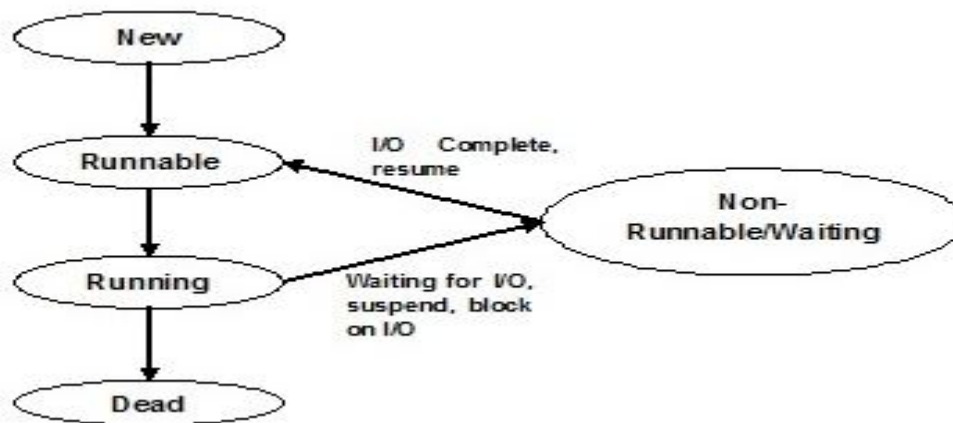 New
Runnable
I/O Complete,
resume
Non-
Runnable/Waiting
Running
Waiting for I/O,
suspend, block
on I/O
Dead